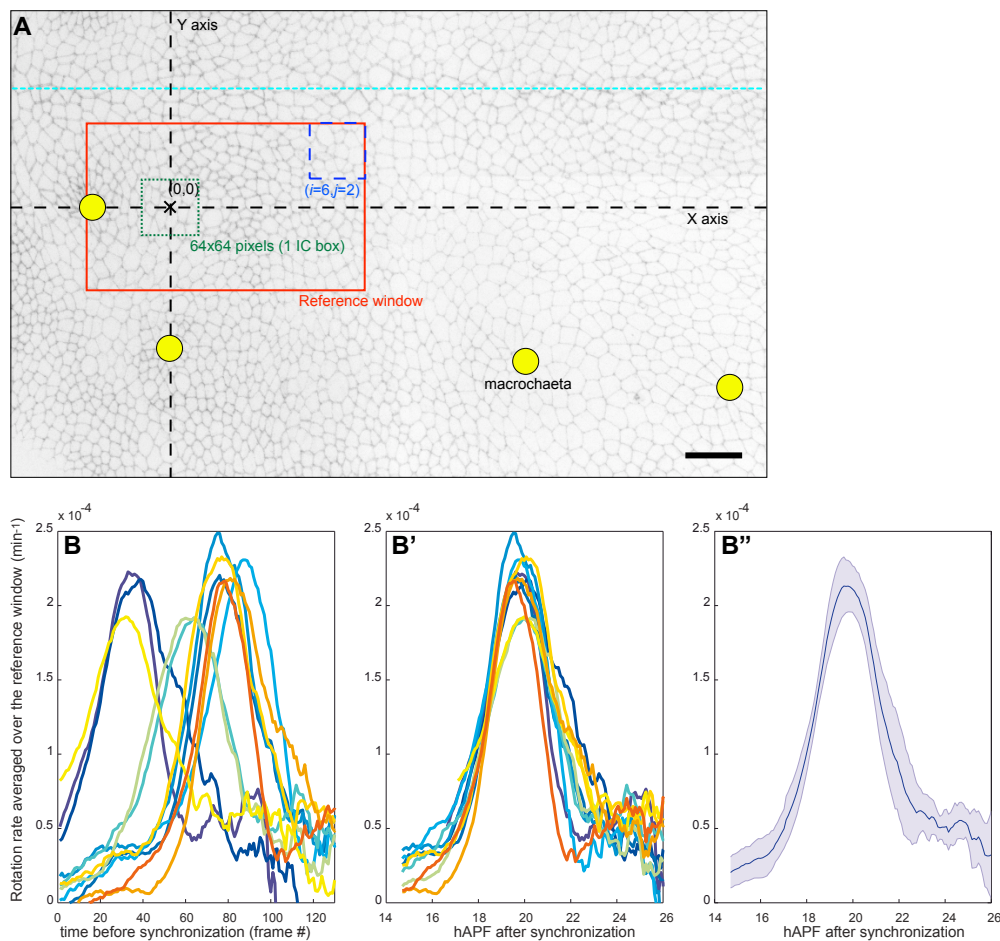 A
Y axis
(0,0)
(i=6,j=2)
X axis
64x64 pixels (1 IC box)
Reference window
macrochaeta
Rotation rate averaged over the reference window (min-1)
x 10-4
B
2.5
2
1.5
1
0.5
0
0 20 40 60 80 100 120
time before synchronization (frame #)
x 10-4
B'
2.5
2
1.5
1
0.5
0
14 16 18 20 22 24 26
hAPF after synchronization
x 10-4
B"
2.5
2
1.5
1
0.5
0
14 16 18 20 22 24 26
hAPF after synchronization